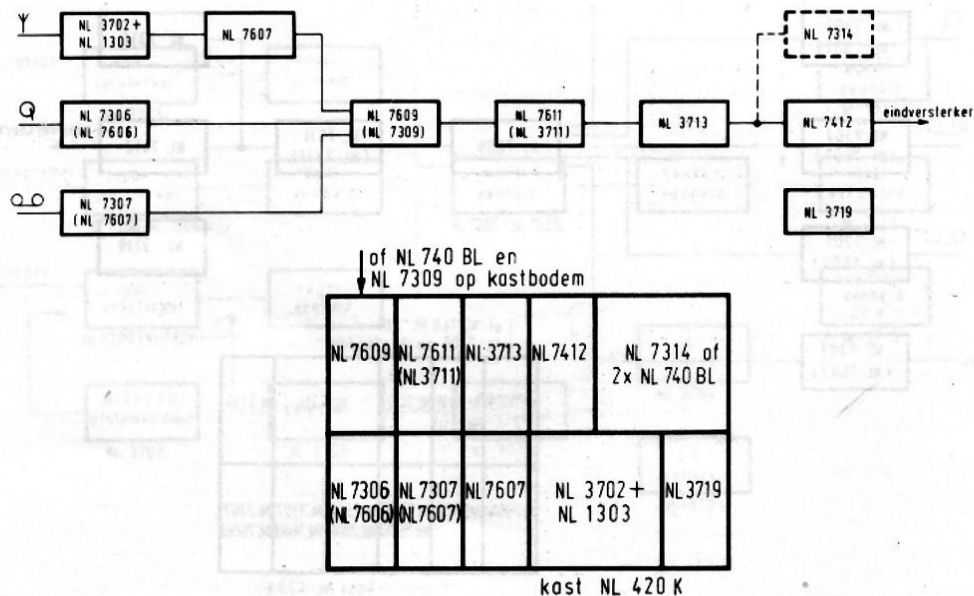 NL 3702+
NL 1303
NL 7607
NL 7314
NL 7306
(NL 7606)
NL 7609
(NL 7309)
NL 7611
(NL 3711)
NL 3713
NL 7412
eindversterker
NL 7307
(NL 7607)
NL 3719
of NL 740 BL en
NL 7309 op kastbodem
NL7609
NL7611
(NL3711)
NL3713
NL7412
NL 7314 of
2x NL 740 BL
NL7306
(NL7606)
NL7307
(NL7607)
NL7607
NL 3702+
NL 1303
NL3719
kast NL 420 K